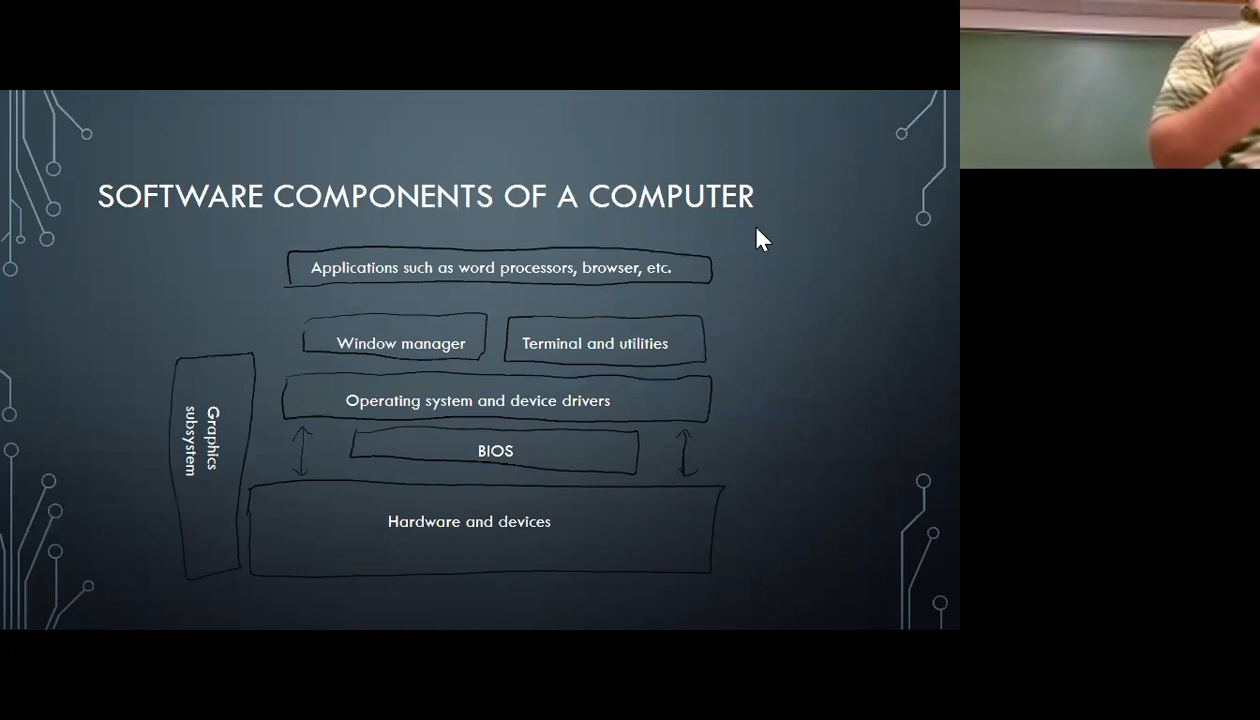 SOFTWARE COMPONENTS OF A COMPUTER
Applications such as word processors, browser, etc.
Window manager
Terminal and utilities
Graphics
subsystem
Operating system and device drivers
BIOS
Hardware and devices